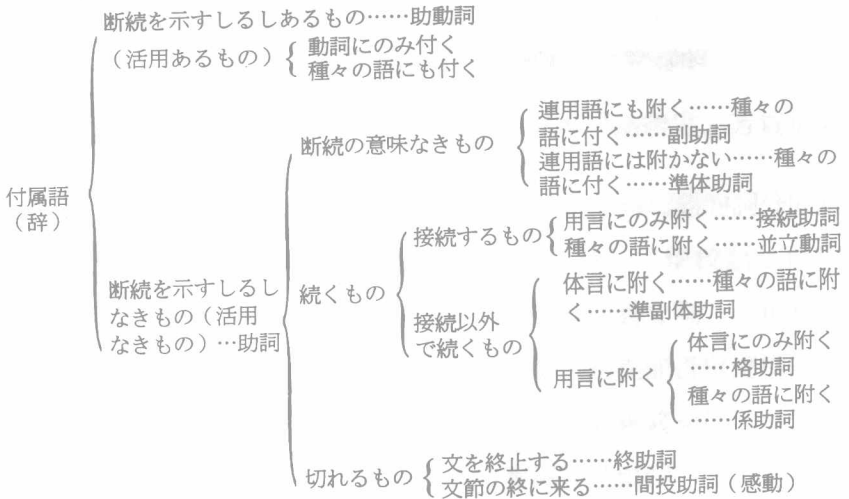 付属語
（辞）
断続を示すしるしあるもの……助動詞
（活用あるもの）
動詞にのみ付く
種々の語にも付く
断続を示すしるし
なきもの（活用
なきもの）…助詞
断続の意味なきもの
連用語にも附く……種々の
語に付く……副助詞
連用語には附かない……種々の
語に付く……準体助詞
続くもの
接続するもの
用言にのみ附く……接続助詞
種々の語に附く……並立動詞
接続以外
で続くもの
体言に附く……種々の語に附
く……準副体助詞
用言に附く
体言にのみ附く
……格助詞
種々の語に附く
……係助詞
切れるもの
文を終止する……終助詞
文節の終に来る……間投助詞（感動）